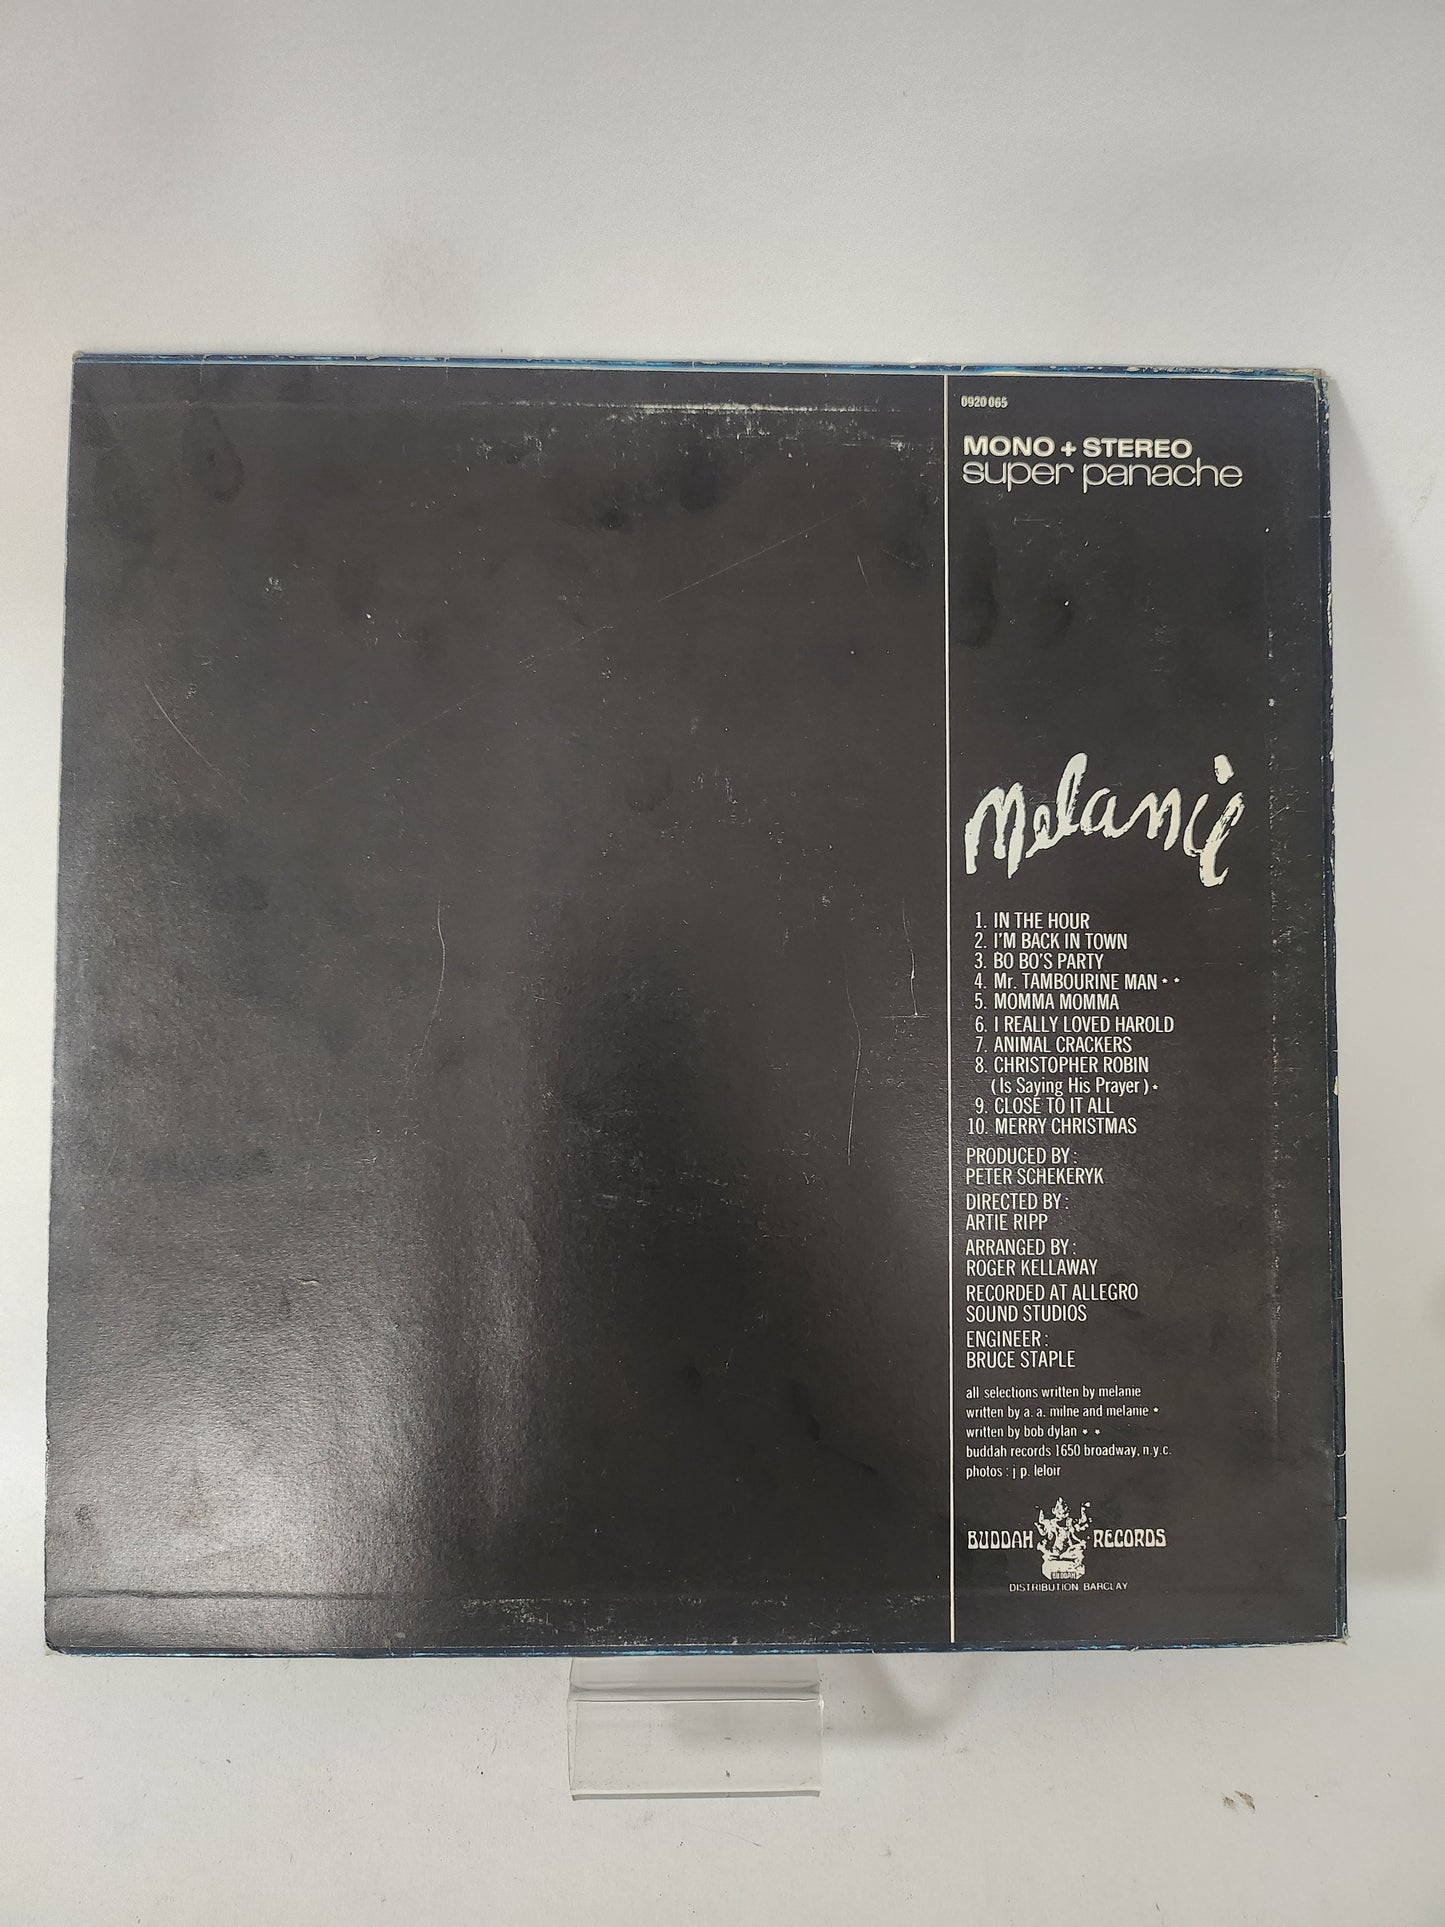 0920 065
MONO + STEREO
super panache
Melanie
1. IN THE HOUR
2. I'M BACK IN TOWN
3. BO BO'S PARTY
4. Mr. TAMBOURINE MAN * *
5. MOMMA MOMMA
6. I REALLY LOVED HAROLD
7. ANIMAL CRACKERS
8. CHRISTOPHER ROBIN
( Is Saying His Prayer ) *
9. CLOSE TO IT ALL
10. MERRY CHRISTMAS
PRODUCED BY :
PETER SCHEKERYK
DIRECTED BY :
ARTIE RIPP
ARRANGED BY :
ROGER KELLAWAY
RECORDED AT ALLEGRO
SOUND STUDIOS
ENGINEER :
BRUCE STAPLE
all selections written by melanie
written by a. a. milne and melanie *
written by bob dylan * *
buddah records 1650 broadway, n.y.c.
photos : j p. leloir
BUDDAH RECORDS
BUDDAH
DISTRIBUTION BARCLAY